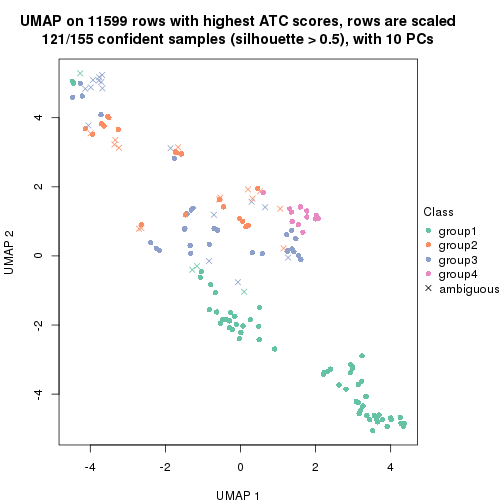 UMAP on 11599 rows with highest ATC scores, rows are scaled
121/155 confident samples (silhouette > 0.5), with 10 PCs
4
2
0
-2
-4
UMAP 2
-4
-2
0
2
4
UMAP 1
Class
group1
group2
group3
group4
ambiguous